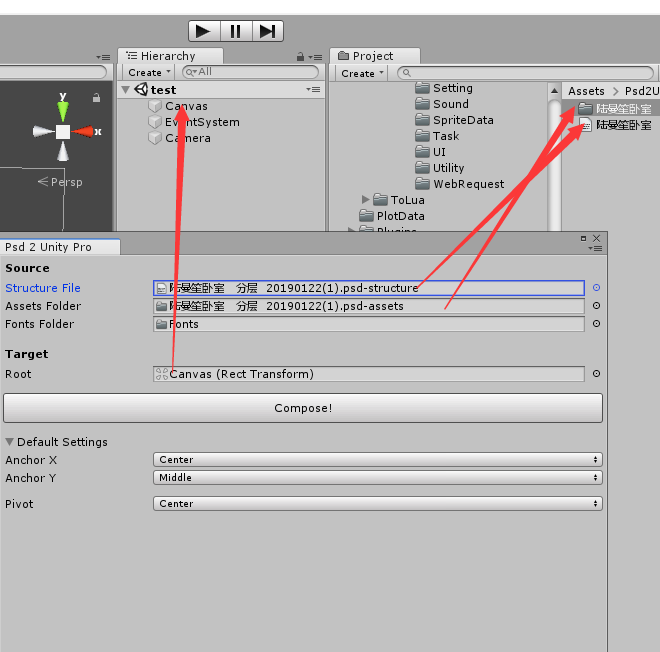 Hierarchy
Project
Create
All
Create
test
Canvas
EventSystem
Camera
y
x
Persp
Setting
Sound
SpriteData
Task
UI
Utility
WebRequest
ToLua
PlotData
Plugins
Assets > Psd2U
陆曼笙卧室
陆曼笙卧室
Psd 2 Unity Pro
Source
Structure File
陆曼笙卧室 分层 20190122(1).psd-structure
Assets Folder
陆曼笙卧室 分层 20190122(1).psd-assets
Fonts Folder
Fonts
Target
Root
Canvas (Rect Transform)
Compose!
Default Settings
Anchor X
Center
Anchor Y
Middle
Pivot
Center